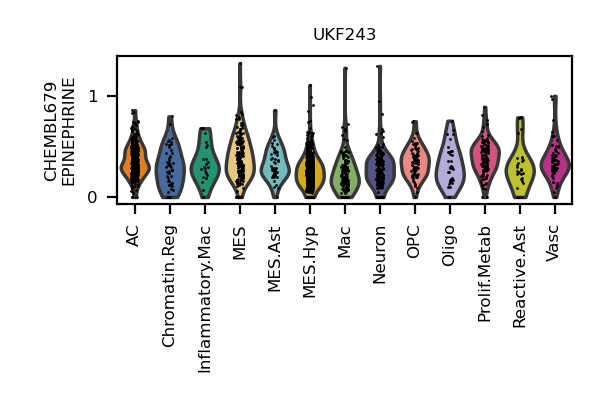 UKF243
CHEMBL679
EPINEPHRINE
1
0
AC
Chromatin.Reg
Inflammatory.Mac
MES
MES.Ast
MES.Hyp
Mac
Neuron
OPC
Oligo
Prolif.Metab
Reactive.Ast
Vasc